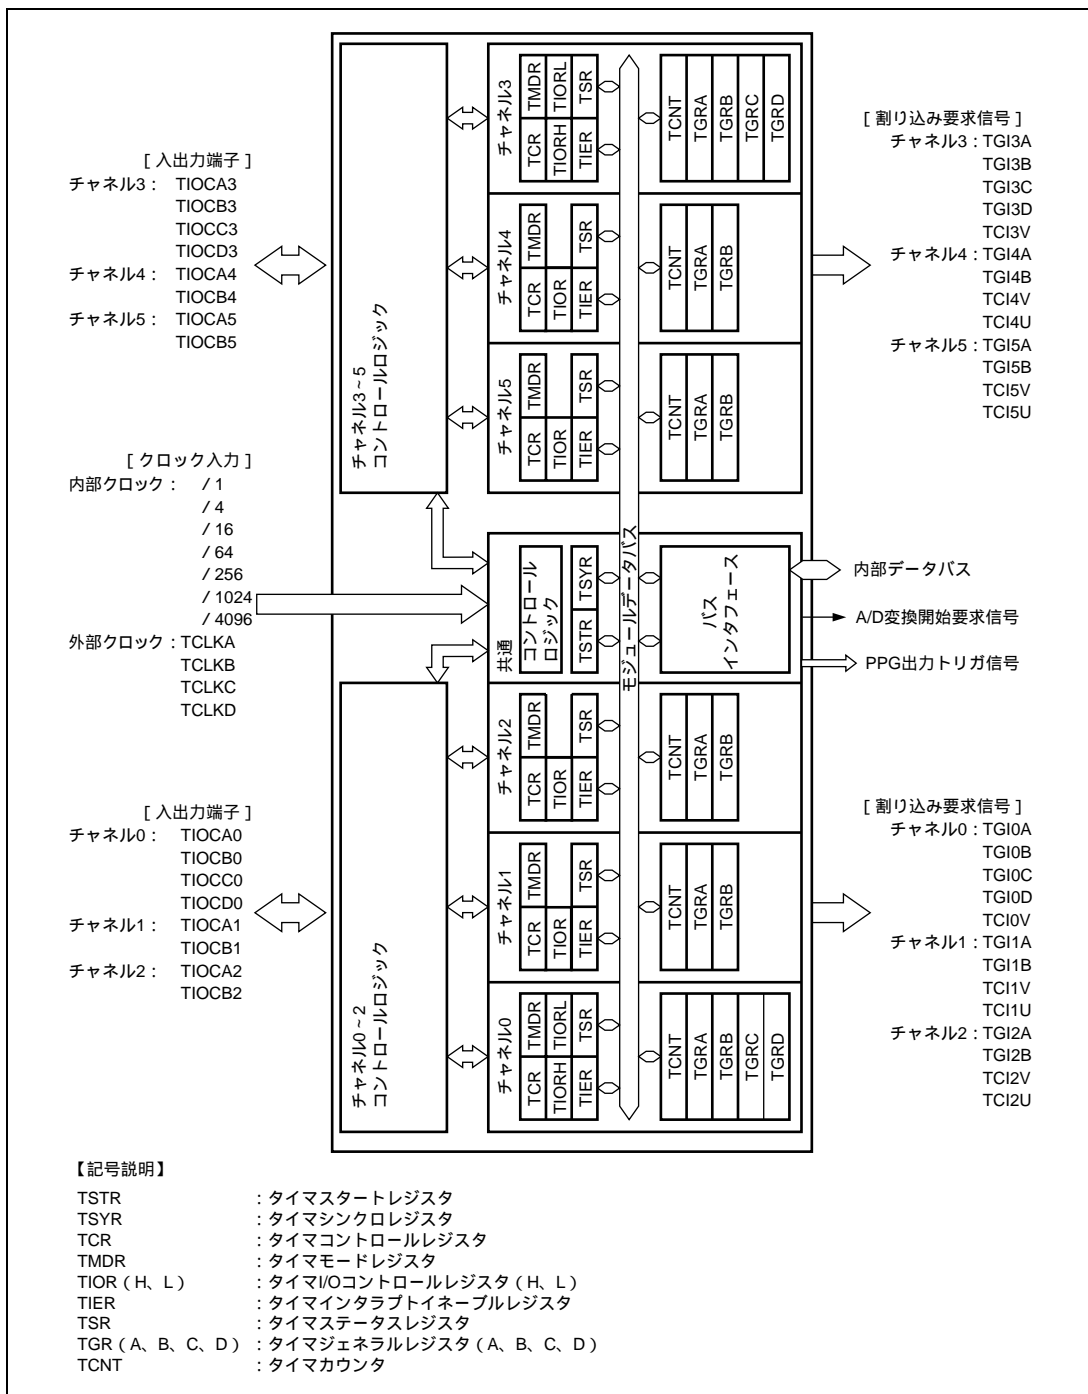 [ 入出力端子 ]
チャネル3： TIOCA3
TIOCB3
TIOCC3
TIOCD3
チャネル4： TIOCA4
TIOCB4
チャネル5： TIOCA5
TIOCB5
[ クロック入力 ]
内部クロック： / 1
/ 4
/ 16
/ 64
/ 256
/ 1024
/ 4096
外部クロック：TCLKA
TCLKB
TCLKC
TCLKD
[ 入出力端子 ]
チャネル0： TIOCA0
TIOCB0
TIOCC0
TIOCD0
チャネル1： TIOCA1
TIOCB1
チャネル2： TIOCA2
TIOCB2
チャネル3~5
コントロールロジック
チャネル0~2
コントロールロジック
チャネル3
TCR TMDR
TIORH TIORL
TIER TSR
TCNT
TGRA
TGRB
TGRC
TGRD
チャネル4
TCR TMDR
TIOR
TIER TSR
TCNT
TGRA
TGRB
チャネル5
TCR TMDR
TIOR
TIER TSR
TCNT
TGRA
TGRB
共通
コントロール
ロジック
TSTR TSYR
モジュールデータバス
バス
インタフェース
チャネル2
TCR TMDR
TIOR
TIER TSR
TCNT
TGRA
TGRB
チャネル1
TCR TMDR
TIOR
TIER TSR
TCNT
TGRA
TGRB
チャネル0
TCR TMDR
TIORH TIORL
TIER TSR
TCNT
TGRA
TGRB
TGRC
TGRD
[ 割り込み要求信号 ]
チャネル3：TGI3A
TGI3B
TGI3C
TGI3D
TCI3V
チャネル4：TGI4A
TGI4B
TCI4V
TCI4U
チャネル5：TGI5A
TGI5B
TCI5V
TCI5U
内部データバス
A/D変換開始要求信号
PPG出力トリガ信号
[ 割り込み要求信号 ]
チャネル0：TGI0A
TGI0B
TGI0C
TGI0D
TCI0V
チャネル1：TGI1A
TGI1B
TCI1V
TCI1U
チャネル2：TGI2A
TGI2B
TCI2V
TCI2U
【記号説明】
TSTR ：タイマスタートレジスタ
TSYR ：タイマシンクロレジスタ
TCR ：タイマコントロールレジスタ
TMDR ：タイマモードレジスタ
TIOR（H、L） ：タイマI/Oコントロールレジスタ（H、L）
TIER ：タイマインタラプトイネーブルレジスタ
TSR ：タイマステータスレジスタ
TGR（A、B、C、D） ：タイマジェネラルレジスタ（A、B、C、D）
TCNT ：タイマカウンタ